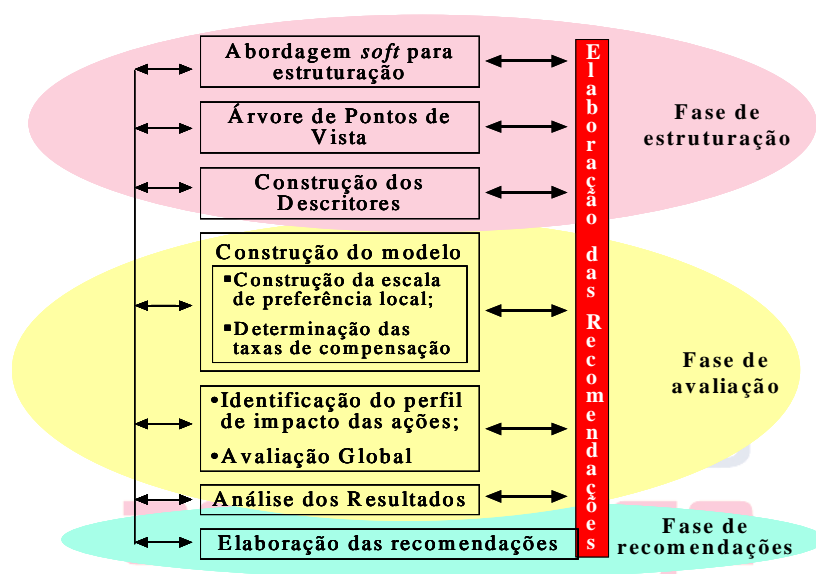 Abordagem soft para
estruturação
Árvore de Pontos de
Vista
Construção dos
Descritores
Construção do modelo
▪Construção da escala
de preferência local;
▪Determinação das
taxas de compensação
•Identificação do perfil
de impacto das ações;
•Avaliação Global
Análise dos Resultados
Elaboração das recomendações
Elaboração das Recomendações
Fase de
estruturação
Fase de
avaliação
Fase de
recomendações